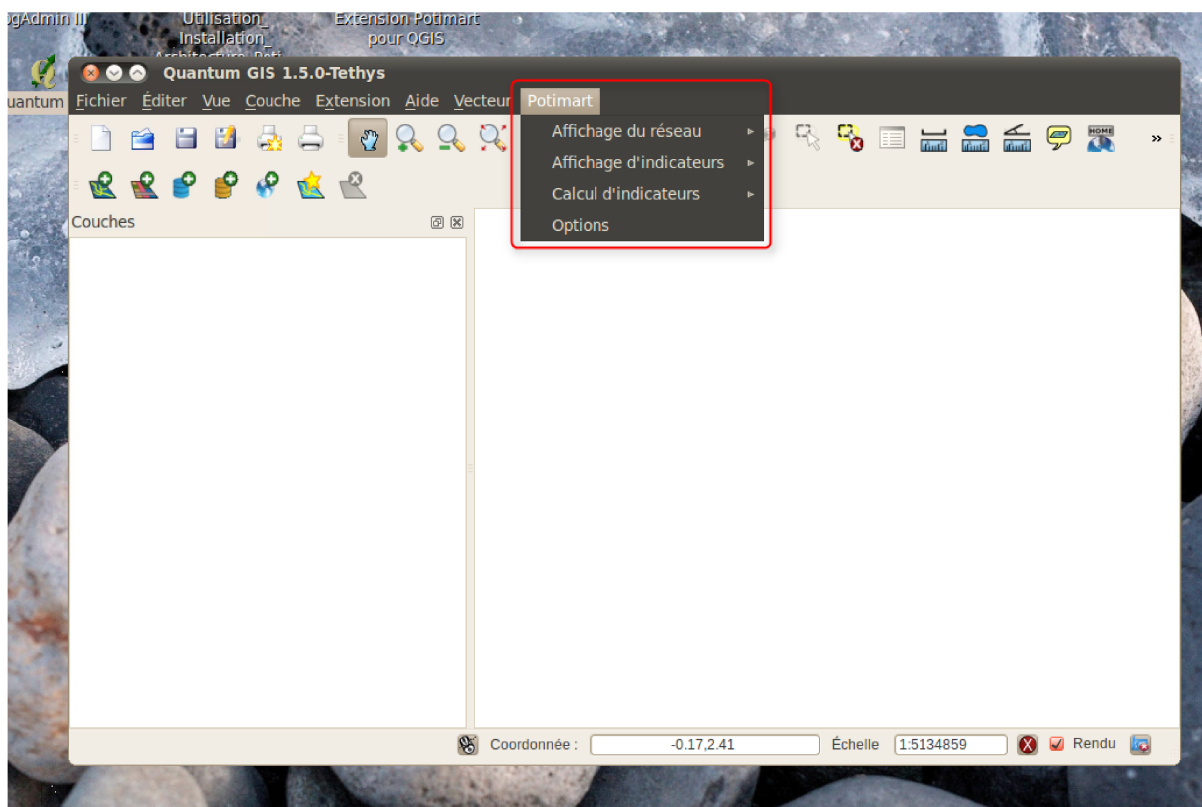 pgAdmin III
Utilisation_
Installation_
Extension Potimart
pour QGIS
Quantum GIS 1.5.0-Tethys
uantum
Fichier Éditer Vue Couche Extension Aide Vecteur Potimart
Affichage du réseau
Affichage d'indicateurs
Calcul d'indicateurs
Options
HOME
Couches
Coordonnée : -0.17,2.41 Échelle 1:5134859 Rendu